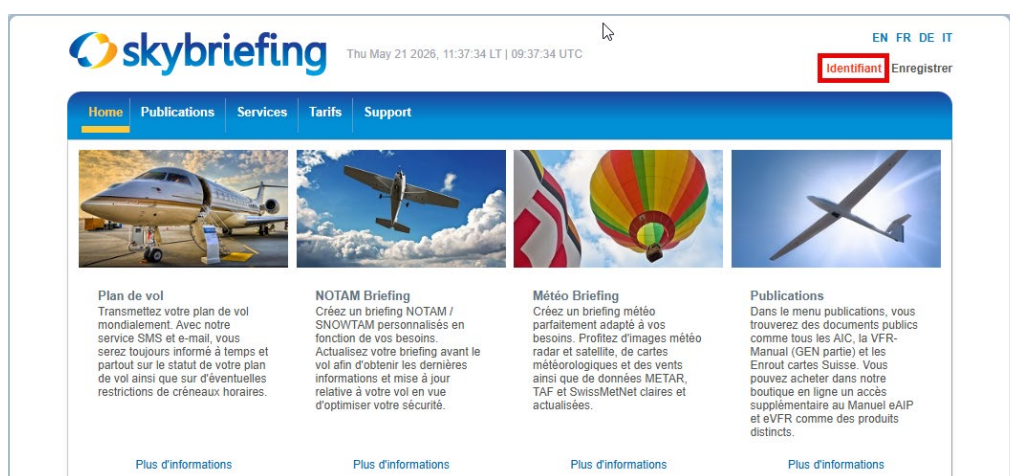 skybriefing
Thu May 21 2026, 11:37:34 LT | 09:37:34 UTC
EN FR DE IT
Identifiant Enregistrer
Home Publications Services Tarifs Support
Plan de vol
Transmettez votre plan de vol
mondialement. Avec notre
service SMS et e-mail, vous
serez toujours informé à temps et
partout sur le statut de votre plan
de vol ainsi que sur d'éventuelles
restrictions de créneaux horaires.
Plus d'informations
NOTAM Briefing
Créez un briefing NOTAM /
SNOWTAM personnalisés en
fonction de vos besoins.
Actualisez votre briefing avant le
vol afin d'obtenir les dernières
informations et mise á jour
relative à votre vol en vue
d'optimiser votre sécurité.
Plus d'informations
Météo Briefing
Créez un briefing météo
parfaitement adapté à vos
besoins. Profitez d'images météo
radar et satellite, de cartes
météorologiques et des vents
ainsi que de données METAR,
TAF et SwissMetNet claires et
actualisées.
Plus d'informations
Publications
Dans le menu publications, vous
trouverez des documents publics
comme tous les AIC, la VFR-
Manual (GEN partie) et les
Enrout cartes Suisse. Vous
pouvez acheter dans notre
boutique en ligne un accès
supplémentaire au Manuel eAIP
et eVFR comme des produits
distincts.
Plus d'informations